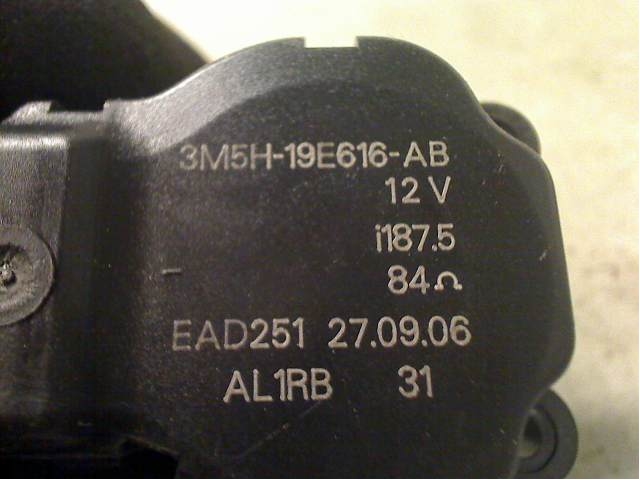 3M5H-19E616-AB
12 V
i187.5
84Ω
EAD251 27.09.06
AL1RB 31